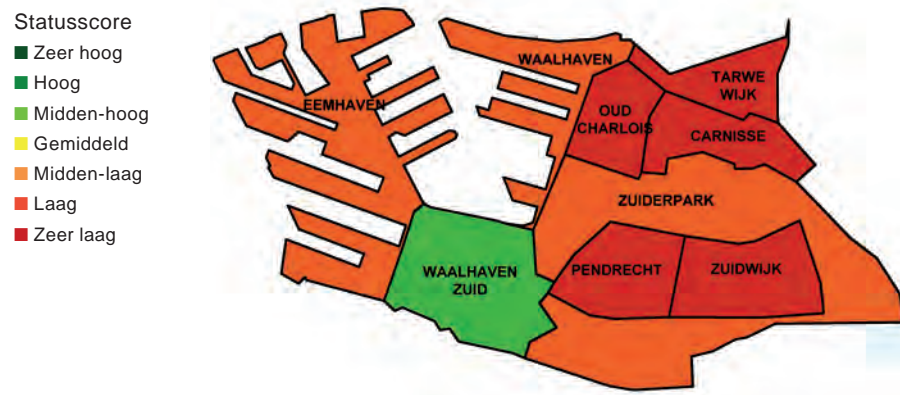 Statusscore
Zeer hoog
Hoog
Midden-hoog
Gemiddeld
Midden-laag
Laag
Zeer laag
EEMHAVEN
WAALHAVEN
TARWE
WIJK
OUD
CHARLOIS
CARNISSE
ZUIDERPARK
WAALHAVEN
ZUID
PENDRECHT
ZUIDWIJK